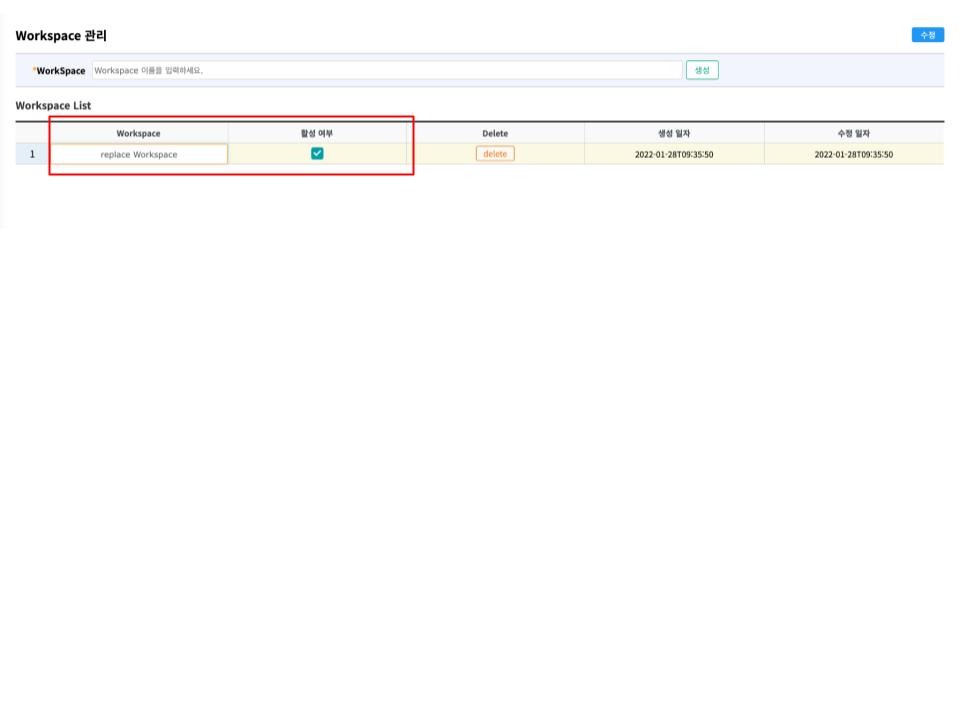 Workspace 관리
수정
*WorkSpace Workspace 이름을 입력하세요. 생성
Workspace List
Workspace 활성 여부 Delete 생성 일자 수정 일자
1 replace Workspace delete 2022-01-28T09:35:50 2022-01-28T09:35:50